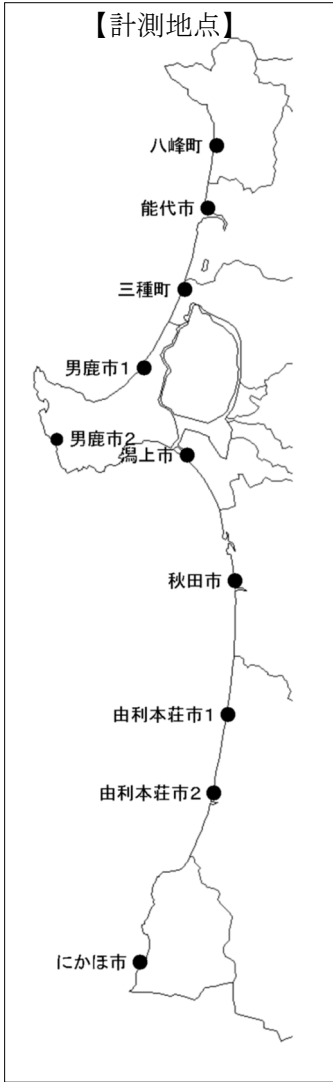 【計測地点】
八峰町
能代市
三種町
男鹿市1
男鹿市2
潟上市
秋田市
由利本荘市1
由利本荘市2
にかほ市